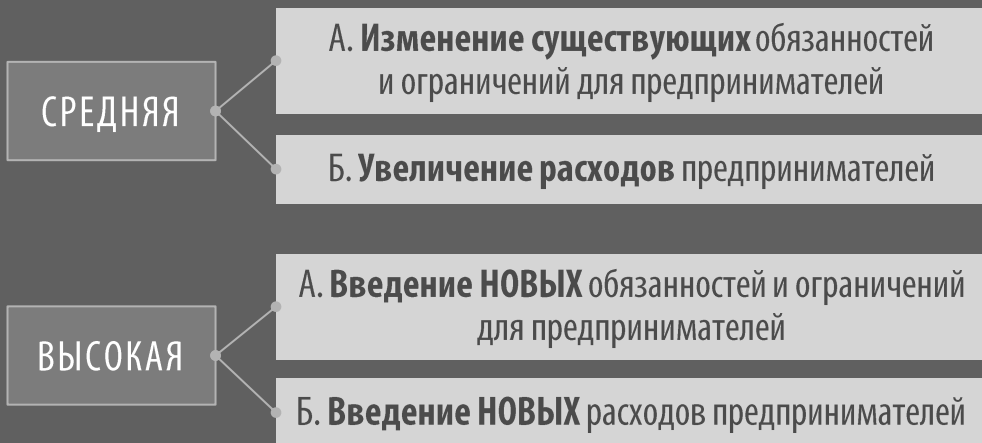 СРЕДНЯЯ
А. Изменение существующих обязанностей
и ограничений для предпринимателей
Б. Увеличение расходов предпринимателей
ВЫСОКАЯ
А. Введение НОВЫХ обязанностей и ограничений
для предпринимателей
Б. Введение НОВЫХ расходов предпринимателей